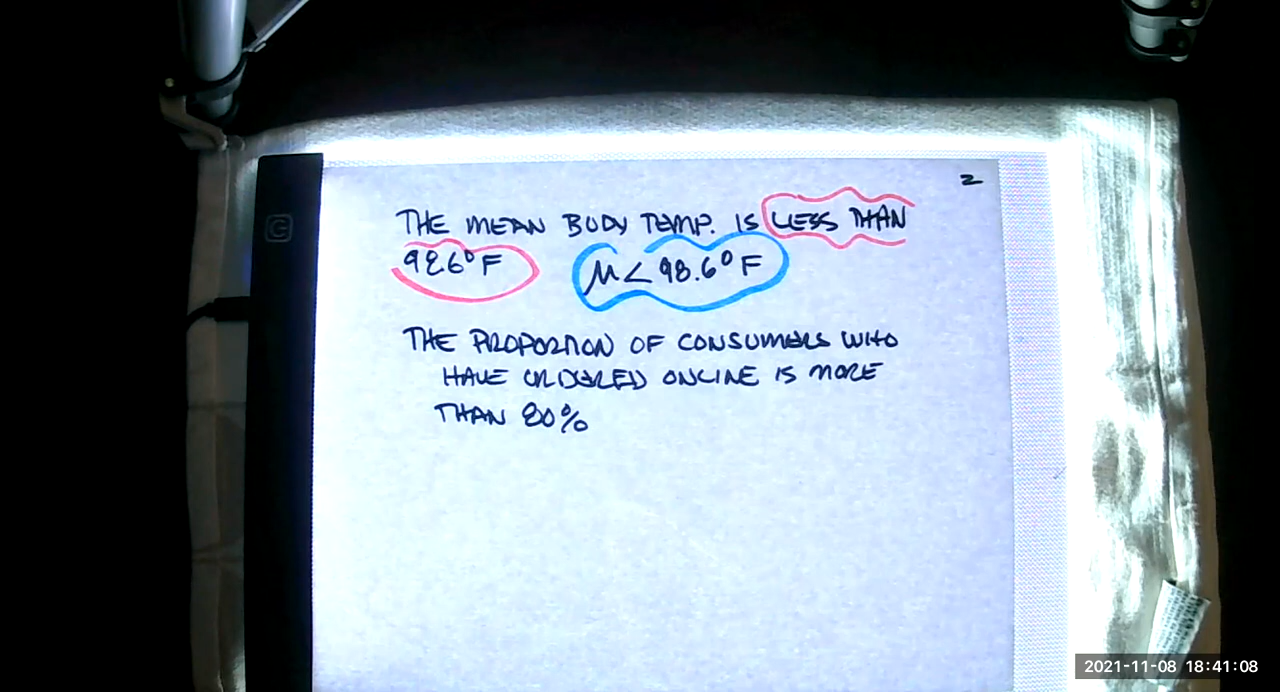 2
THE MEAN BODY TEMP. IS LESS THAN
98.6° F μ < 98.6° F
THE PROPORTION OF CONSUMERS WHO
HAVE ORDERED ONLINE IS MORE
THAN 80%
2021-11-08 18:41:08